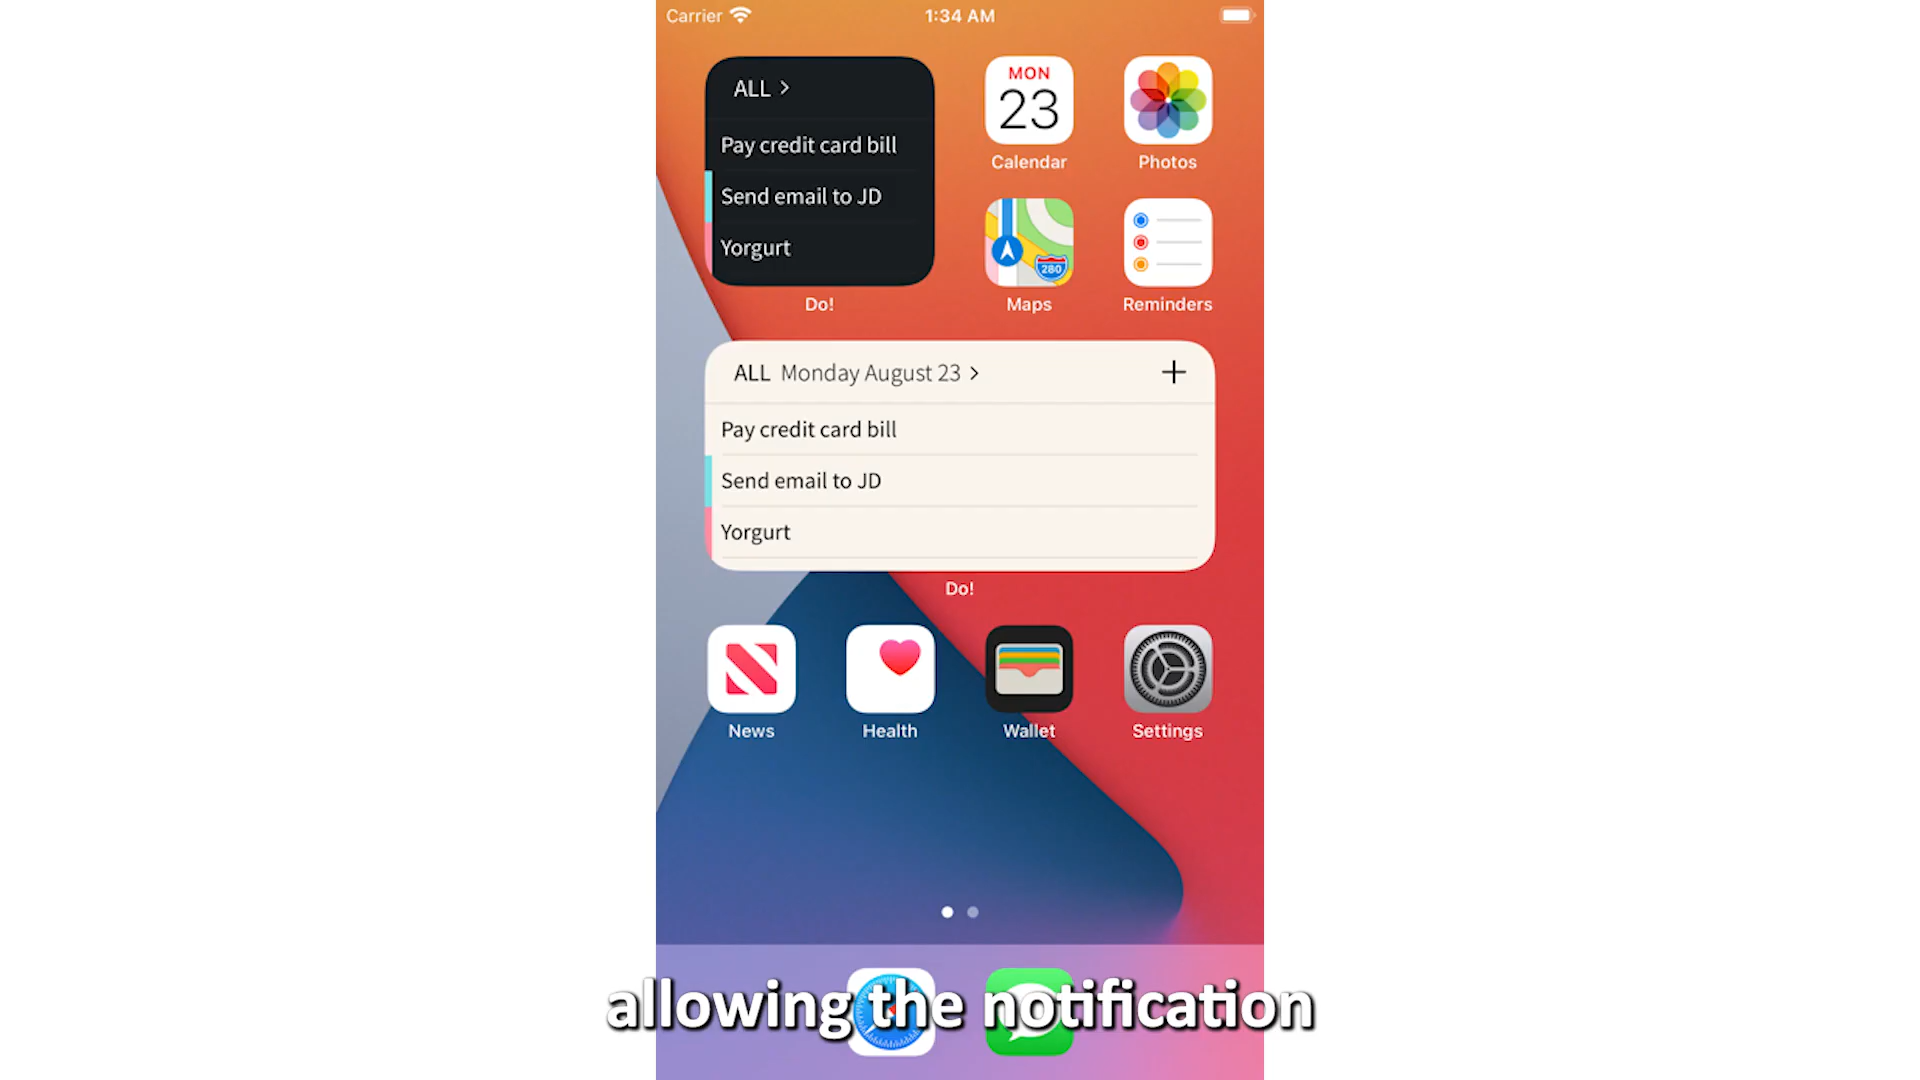 Carrier 1:34 AM
ALL >
Pay credit card bill
Send email to JD
Yorgurt
Do!
MON
23
Calendar
Photos
280
Maps
Reminders
ALL Monday August 23 > +
Pay credit card bill
Send email to JD
Yorgurt
Do!
News Health Wallet Settings
allowing the notification